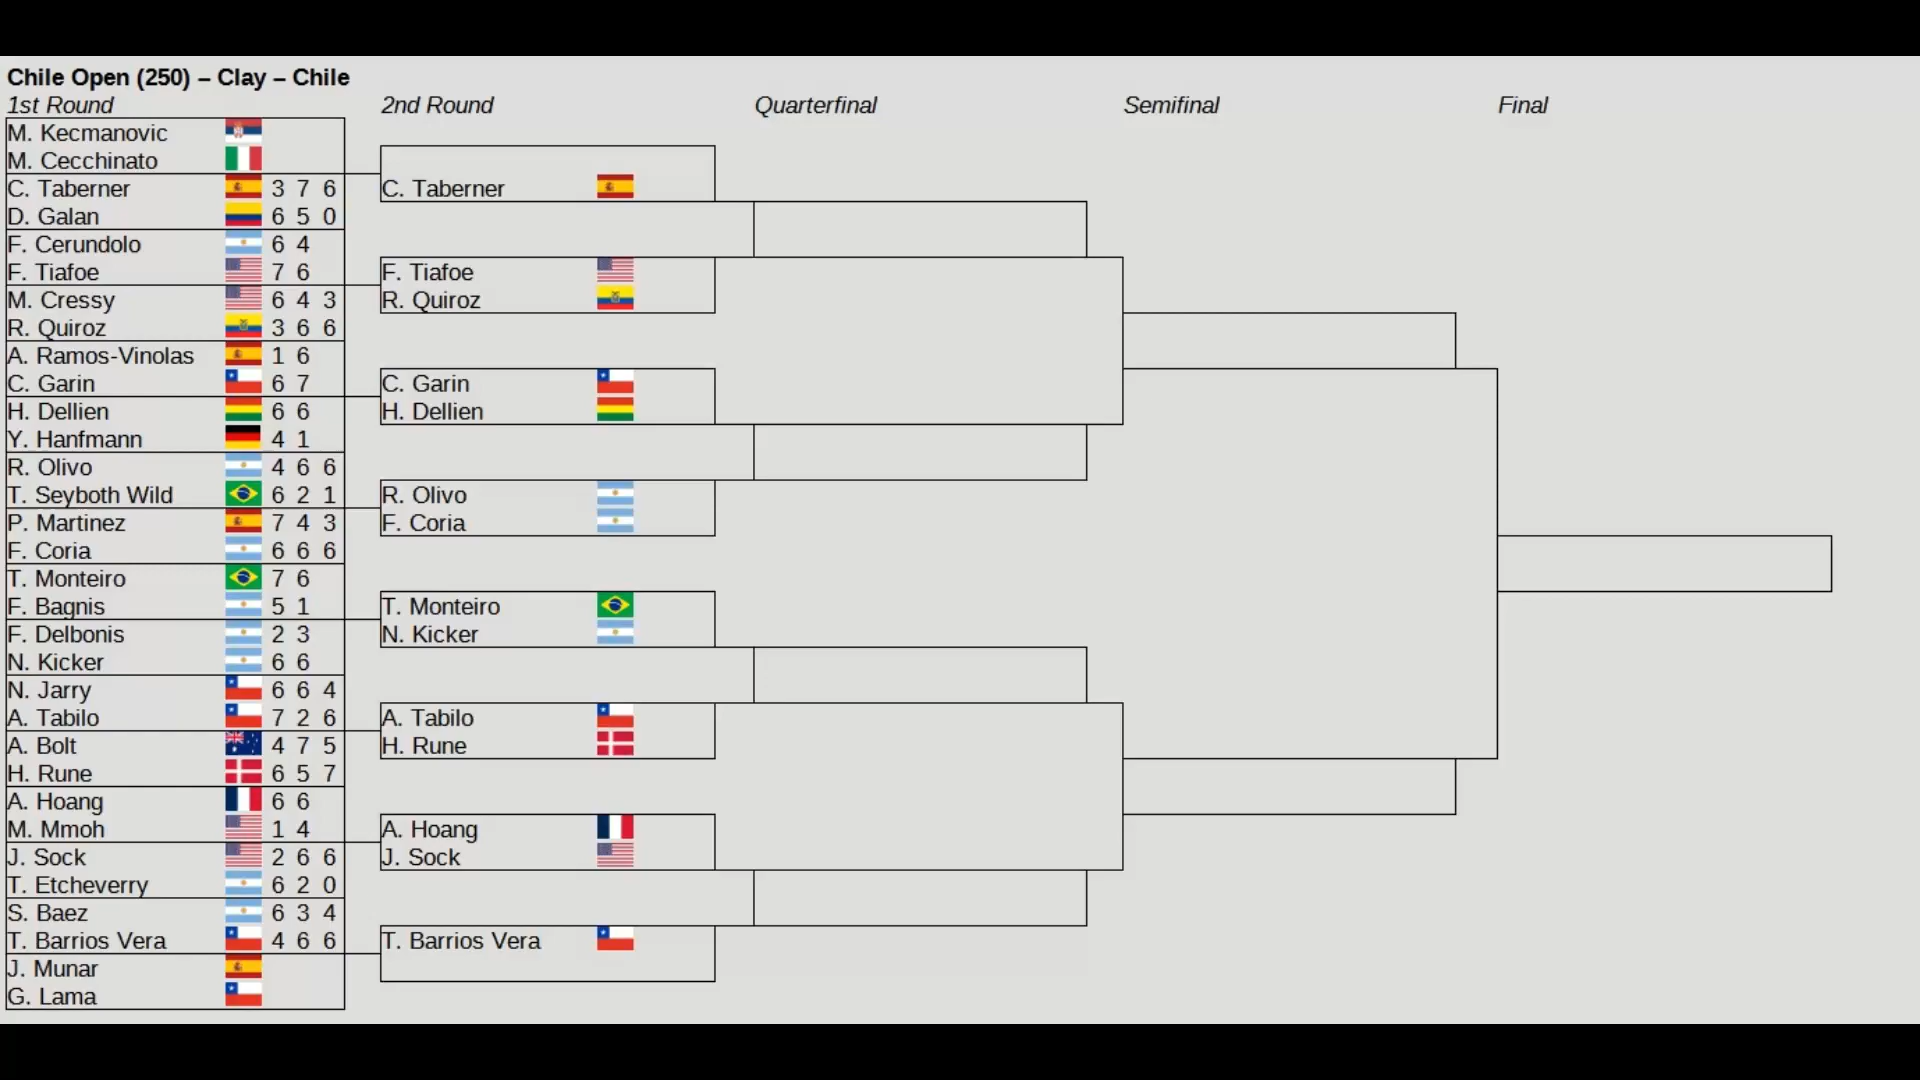 Chile Open (250) – Clay – Chile
1st Round 2nd Round Quarterfinal Semifinal Final
M. Kecmanovic
M. Cecchinato
C. Taberner 3 7 6 C. Taberner
D. Galan 6 5 0
F. Cerundolo 6 4
F. Tiafoe 7 6 F. Tiafoe
M. Cressy 6 4 3 R. Quiroz
R. Quiroz 3 6 6
A. Ramos-Vinolas 1 6
C. Garin 6 7 C. Garin
H. Dellien 6 6 H. Dellien
Y. Hanfmann 4 1
R. Olivo 4 6 6
T. Seyboth Wild 6 2 1 R. Olivo
P. Martinez 7 4 3 F. Coria
F. Coria 6 6 6
T. Monteiro 7 6
F. Bagnis 5 1 T. Monteiro
F. Delbonis 2 3 N. Kicker
N. Kicker 6 6
N. Jarry 6 6 4
A. Tabilo 7 2 6 A. Tabilo
A. Bolt 4 7 5 H. Rune
H. Rune 6 5 7
A. Hoang 6 6
M. Mmoh 1 4 A. Hoang
J. Sock 2 6 6 J. Sock
T. Etcheverry 6 2 0
S. Baez 6 3 4
T. Barrios Vera 4 6 6 T. Barrios Vera
J. Munar
G. Lama